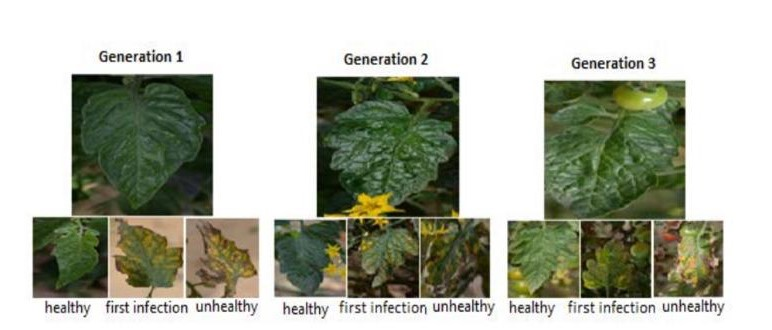 Generation 1
Generation 2
Generation 3
healthy first infection unhealthy
healthy first infection unhealthy
healthy first infection unhealthy